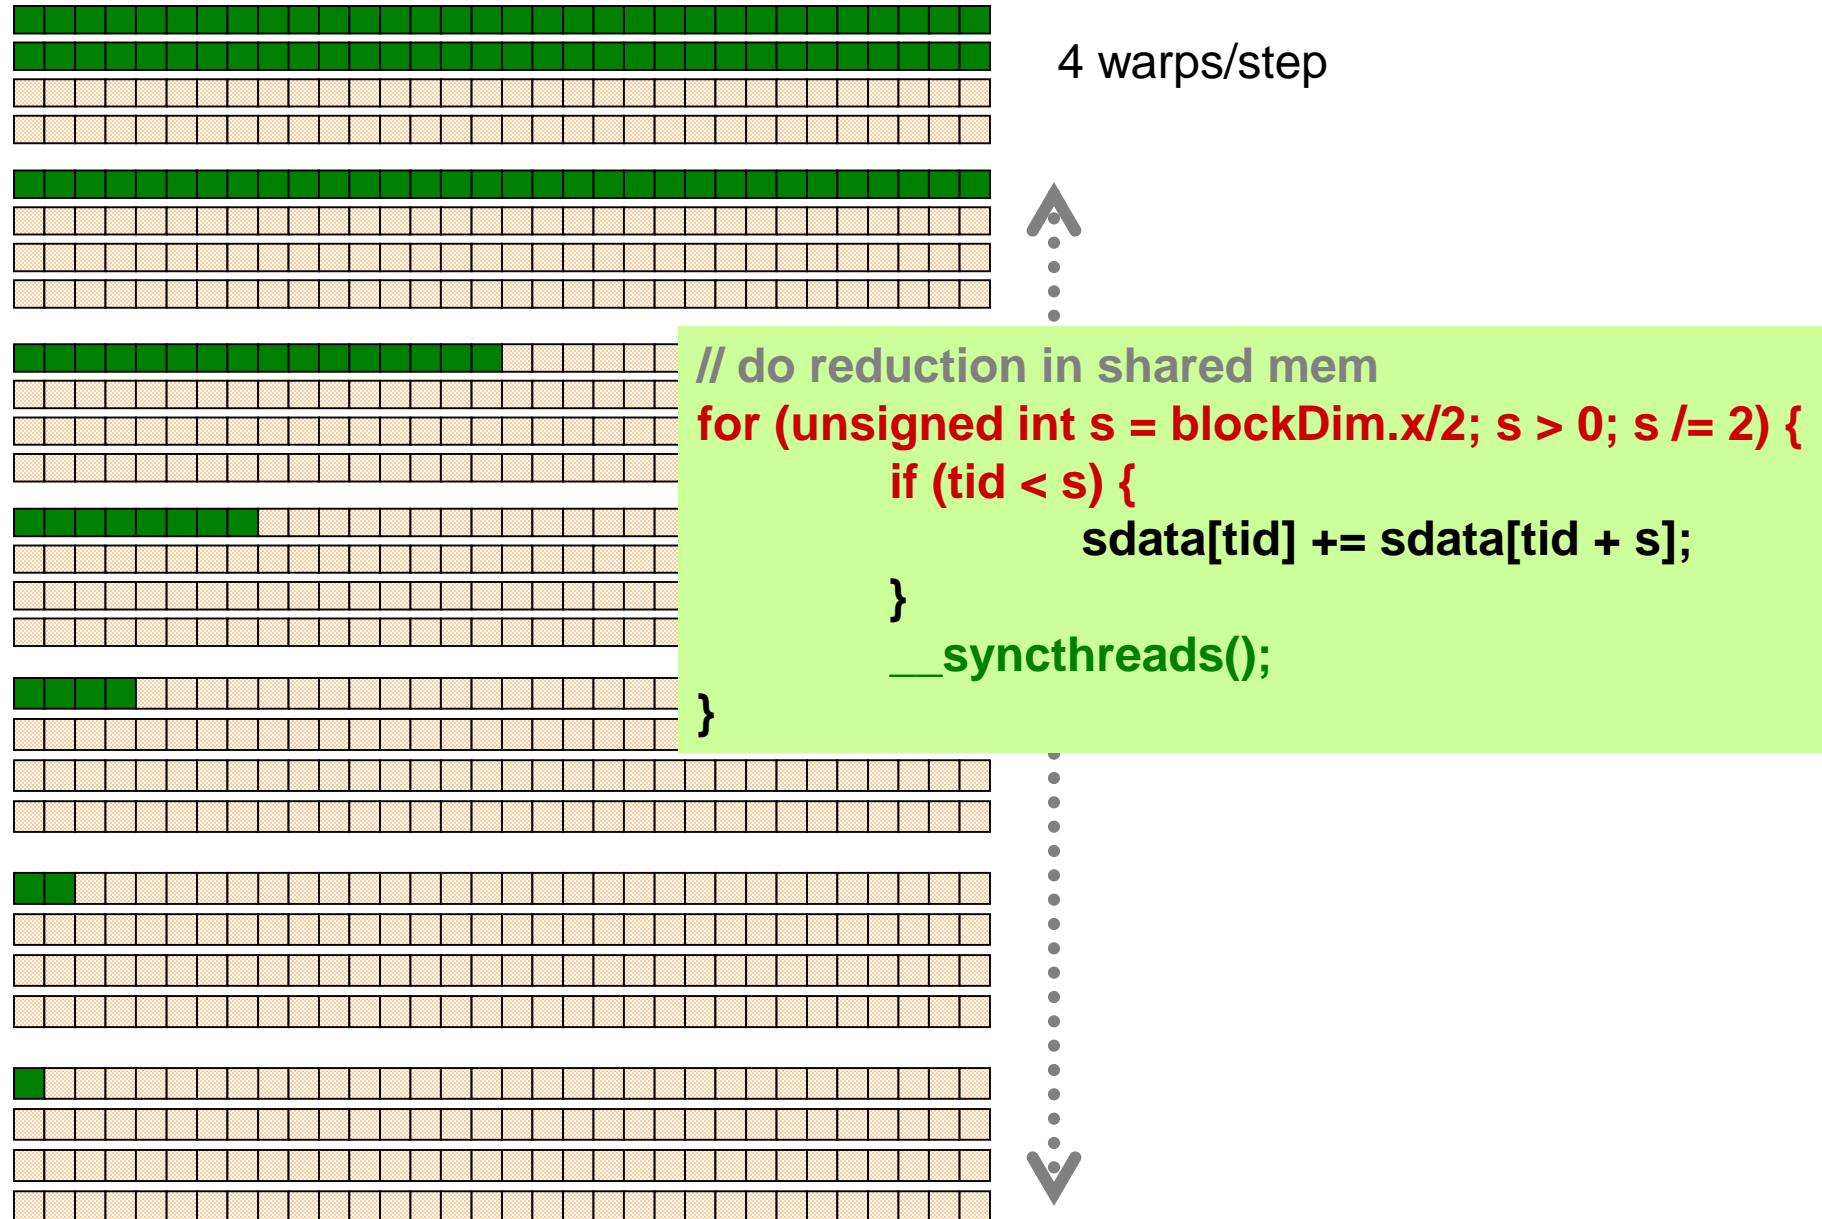 4 warps/step
// do reduction in shared mem
for (unsigned int s = blockDim.x/2; s > 0; s /= 2) {
if (tid < s) {
sdata[tid] += sdata[tid + s];
}
__syncthreads();
}